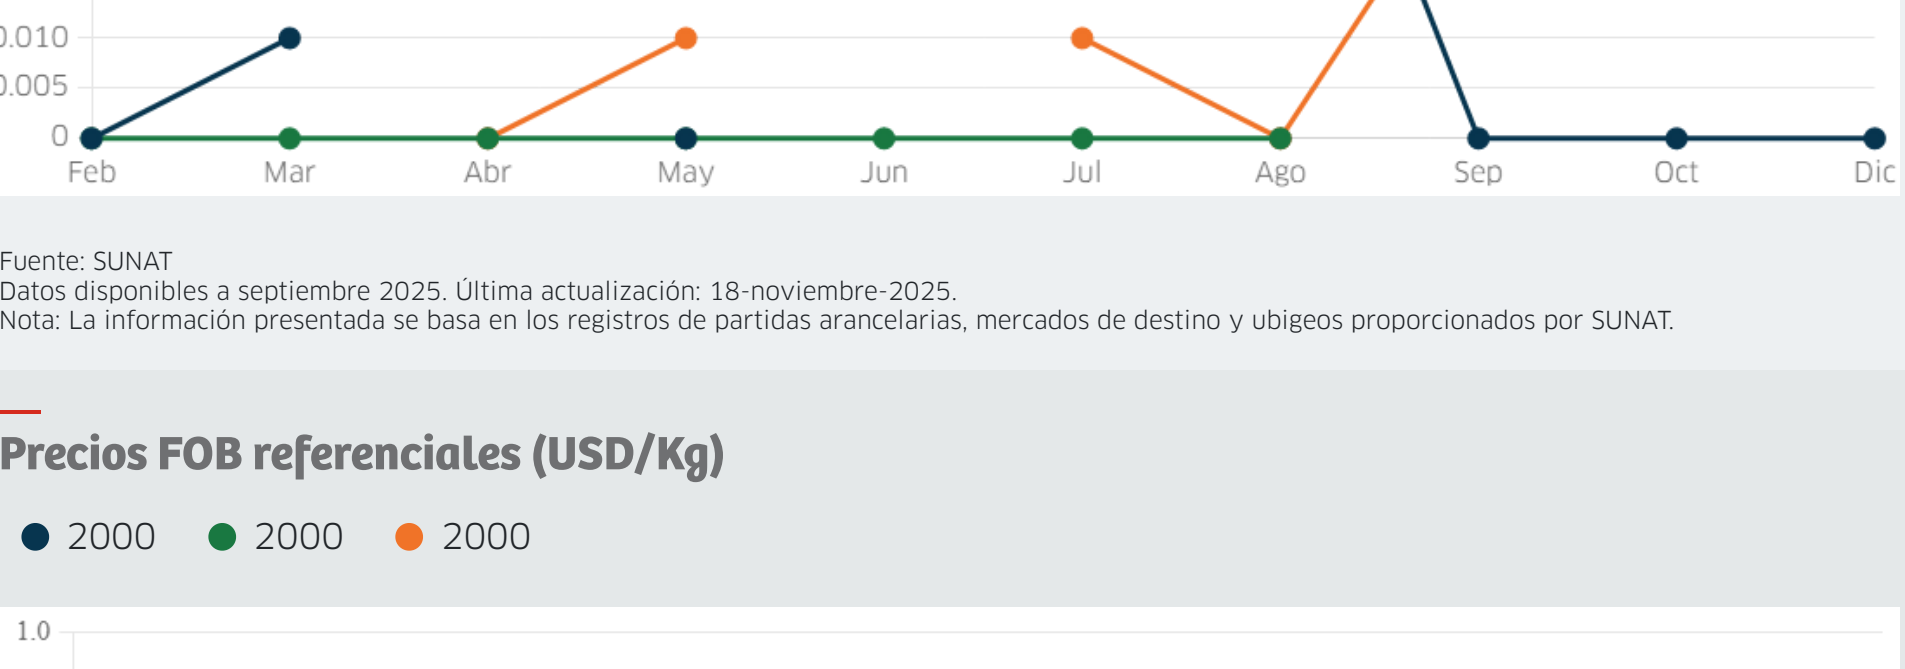 0.010
0.005
0
Feb Mar Abr May Jun Jul Ago Sep Oct Dic
Fuente: SUNAT
Datos disponibles a septiembre 2025. Última actualización: 18-noviembre-2025.
Nota: La información presentada se basa en los registros de partidas arancelarias, mercados de destino y ubigeos proporcionados por SUNAT.
Precios FOB referenciales (USD/Kg)
2000 2000 2000
1.0